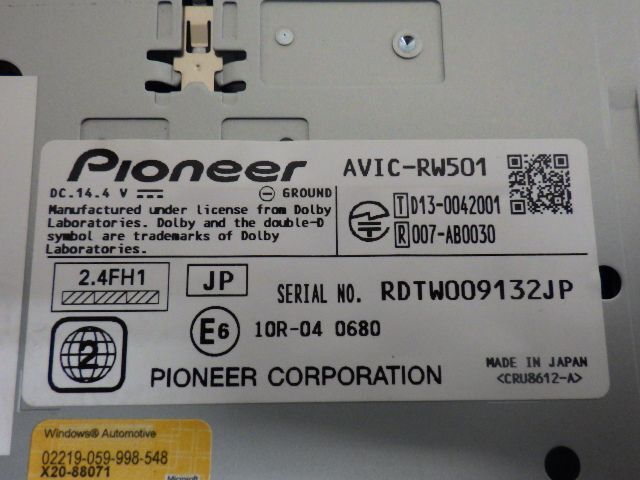 Pioneer
AVIC-RW501
DC.14.4 V
GROUND
Manufactured under license from Dolby
Laboratories. Dolby and the double-D
symbol are trademarks of Dolby
Laboratories.
T D13-0042001
R 007-AB0030
2.4FH1
JP
SERIAL NO. RDTW009132JP
E6 10R-04 0680
2
PIONEER CORPORATION
MADE IN JAPAN
<CRU8612-A>
Windows® Automotive
02219-059-998-548
X20-88071
Microsoft